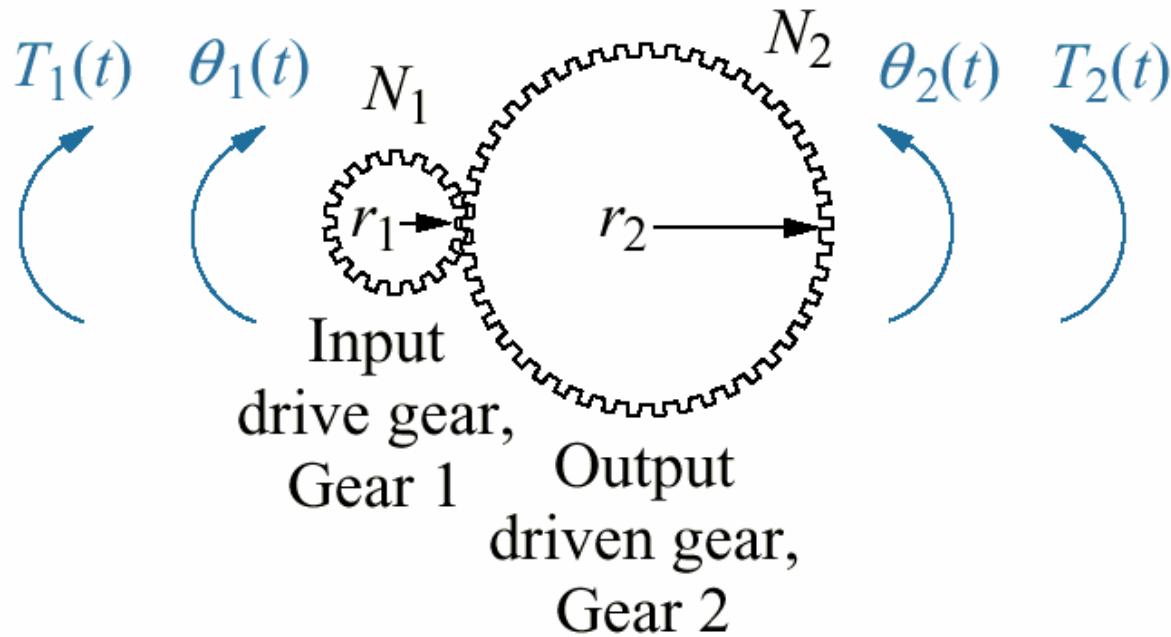 T₁(t) θ₁(t) N₁ N₂ θ₂(t) T₂(t)
r₁ r₂
Input
drive gear,
Gear 1
Output
driven gear,
Gear 2